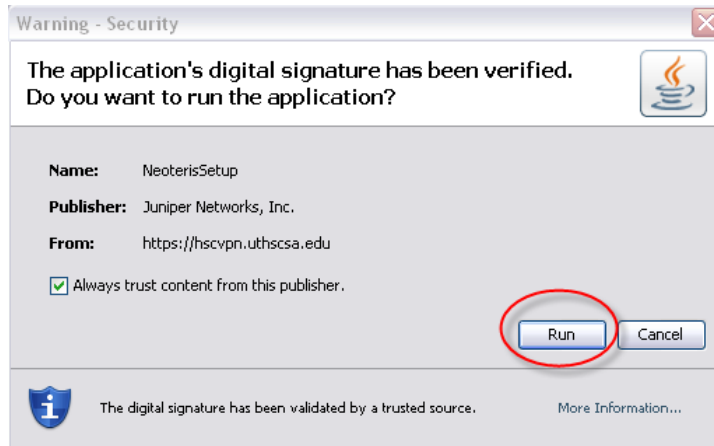 Warning - Security
The application's digital signature has been verified.
Do you want to run the application?
Name: NeoterisSetup
Publisher: Juniper Networks, Inc.
From: https://hscvpn.uthscsa.edu
Always trust content from this publisher.
Run Cancel
The digital signature has been validated by a trusted source. More Information...